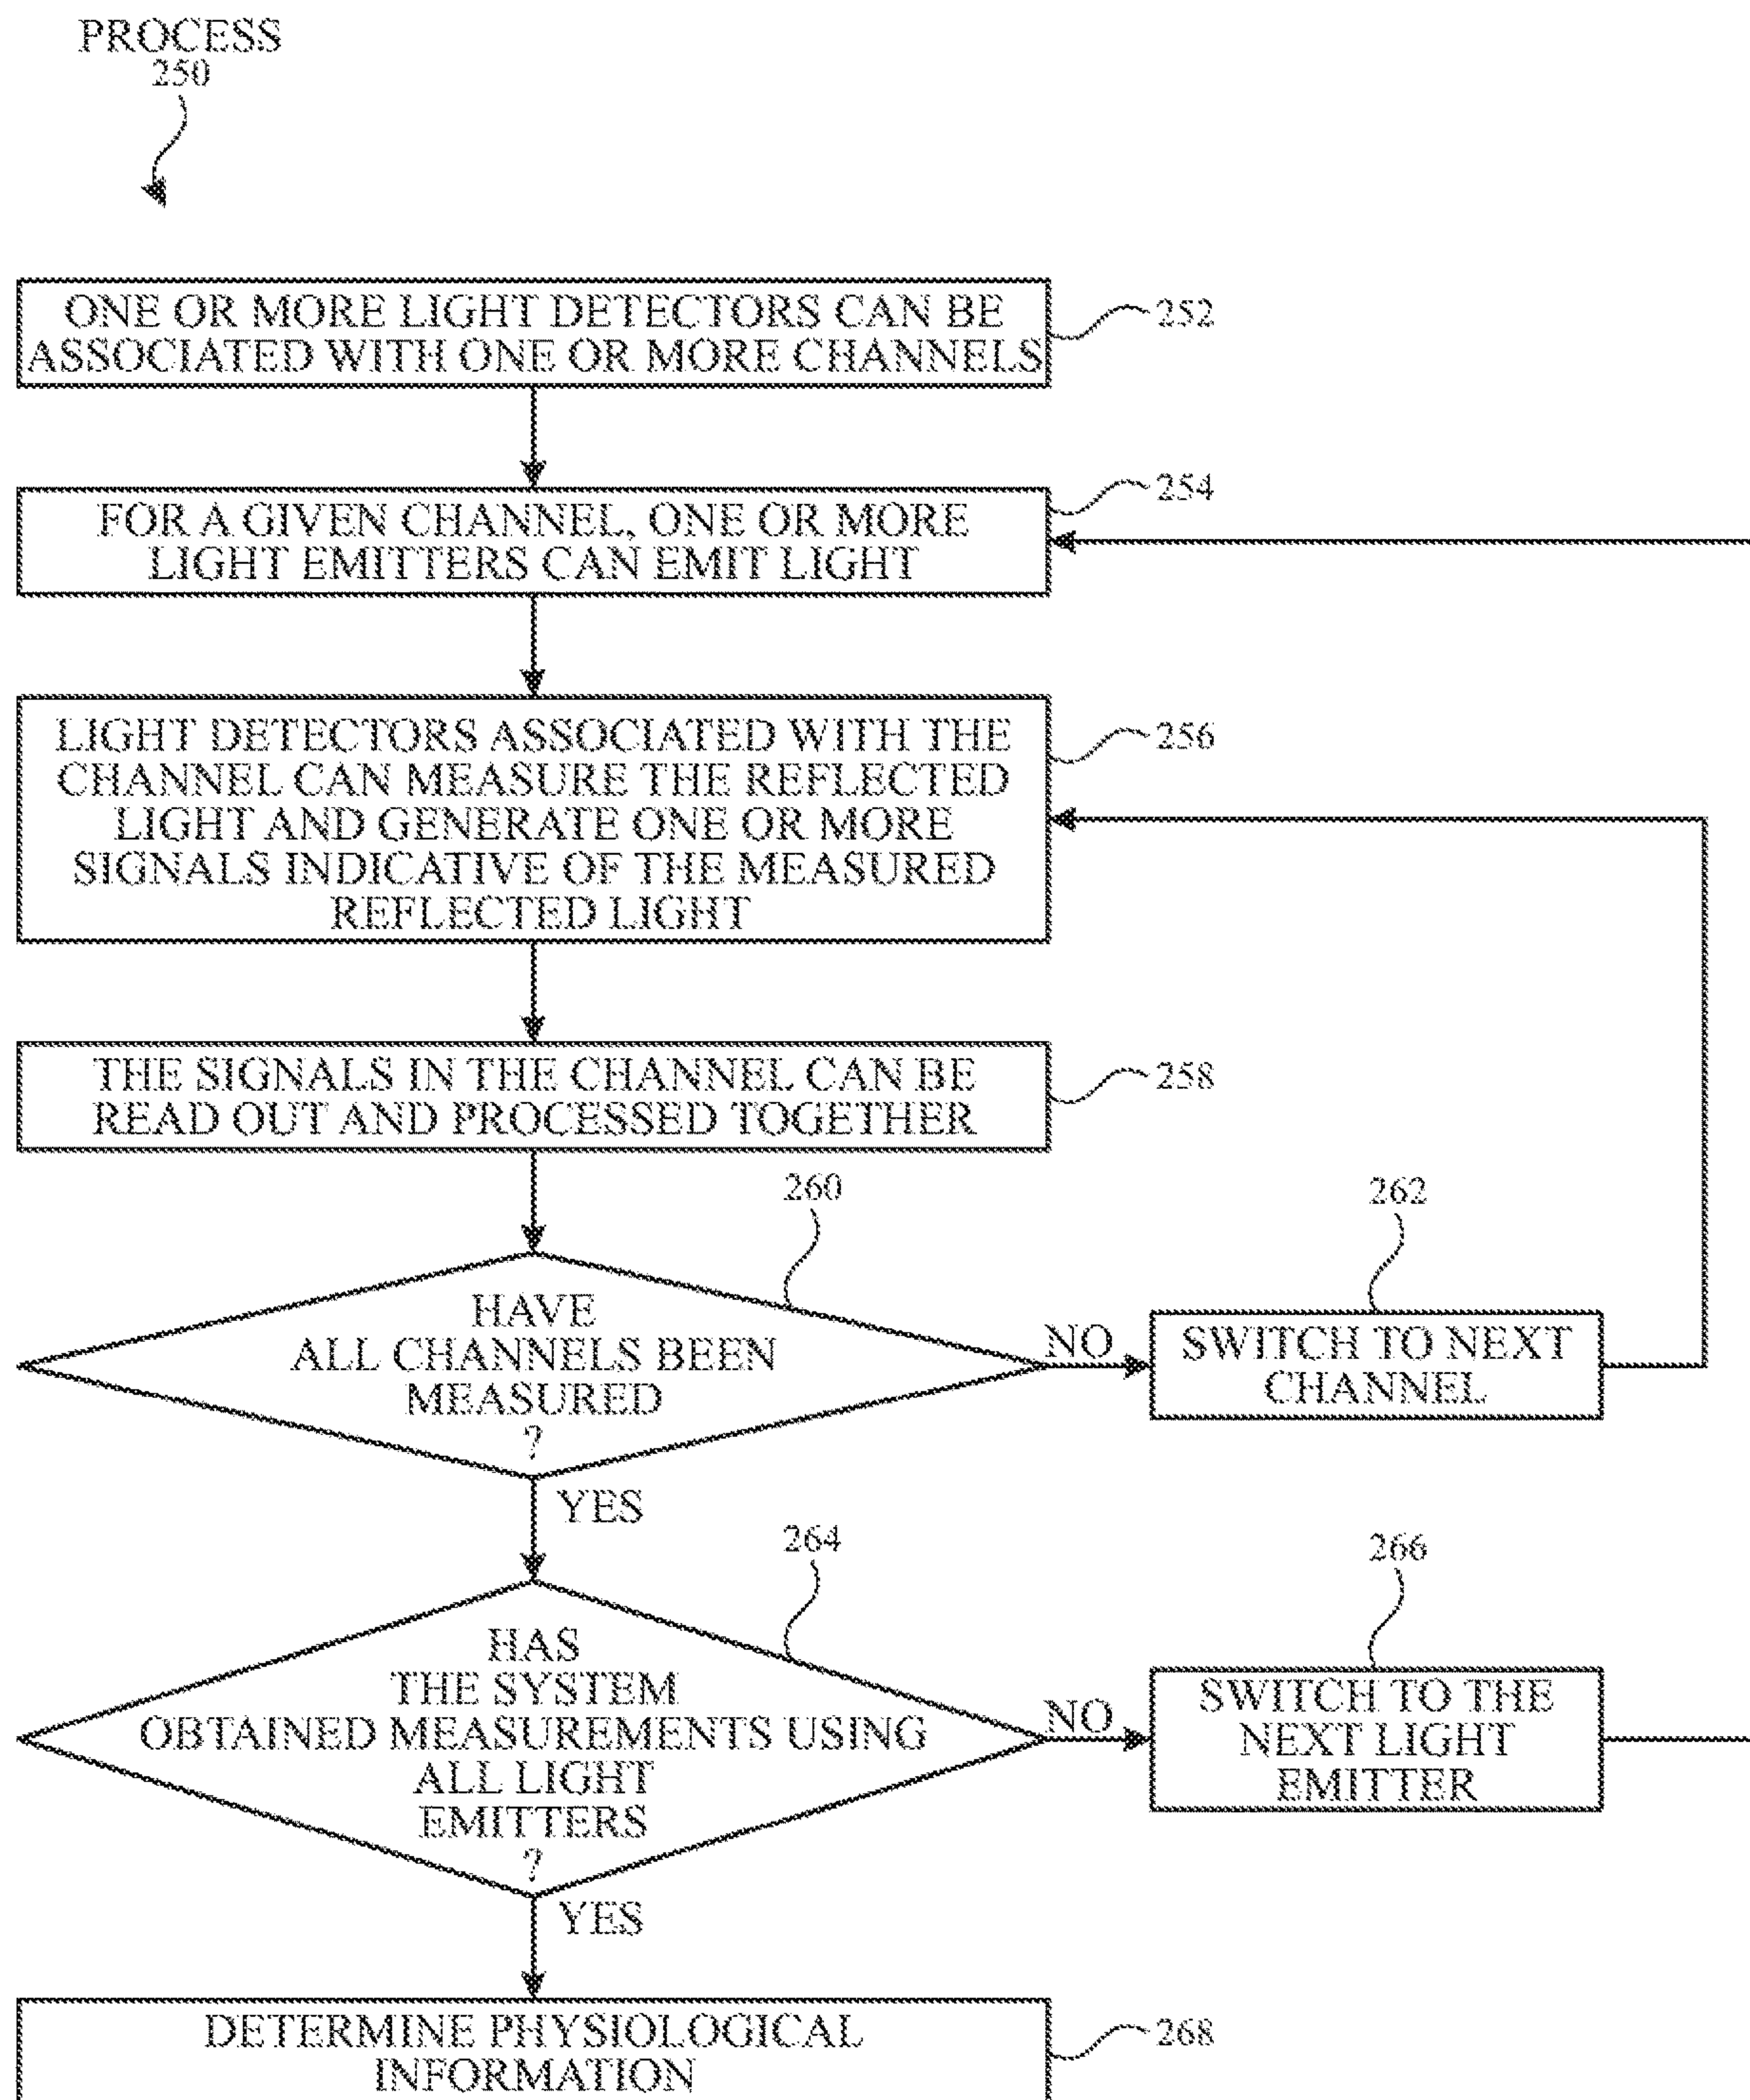 PROCESS
250
ONE OR MORE LIGHT DETECTORS CAN BE
ASSOCIATED WITH ONE OR MORE CHANNELS
252
FOR A GIVEN CHANNEL, ONE OR MORE
LIGHT EMITTERS CAN EMIT LIGHT
254
LIGHT DETECTORS ASSOCIATED WITH THE
CHANNEL CAN MEASURE THE REFLECTED
LIGHT AND GENERATE ONE OR MORE
SIGNALS INDICATIVE OF THE MEASURED
REFLECTED LIGHT
256
THE SIGNALS IN THE CHANNEL CAN BE
READ OUT AND PROCESSED TOGETHER
258
260
HAVE
ALL CHANNELS BEEN
MEASURED
?
NO
262
SWITCH TO NEXT
CHANNEL
YES
264
HAS
THE SYSTEM
OBTAINED MEASUREMENTS USING
ALL LIGHT
EMITTERS
?
NO
266
SWITCH TO THE
NEXT LIGHT
EMITTER
YES
DETERMINE PHYSIOLOGICAL
INFORMATION
268